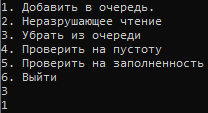 1. Добавить в очередь.
2. Неразрушающее чтение
3. Убрать из очереди
4. Проверить на пустоту
5. Проверить на заполненность
6. Выйти
3
1